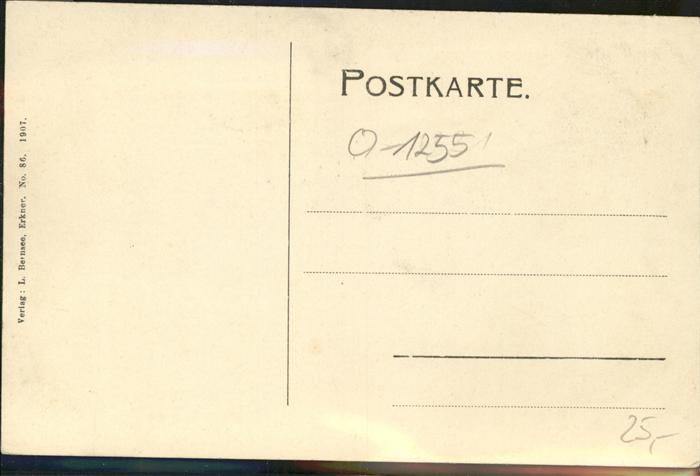 POSTKARTE.
O-1255
Verlag: L. Bernsee, Erkner. No. 86. 1907.
25,-